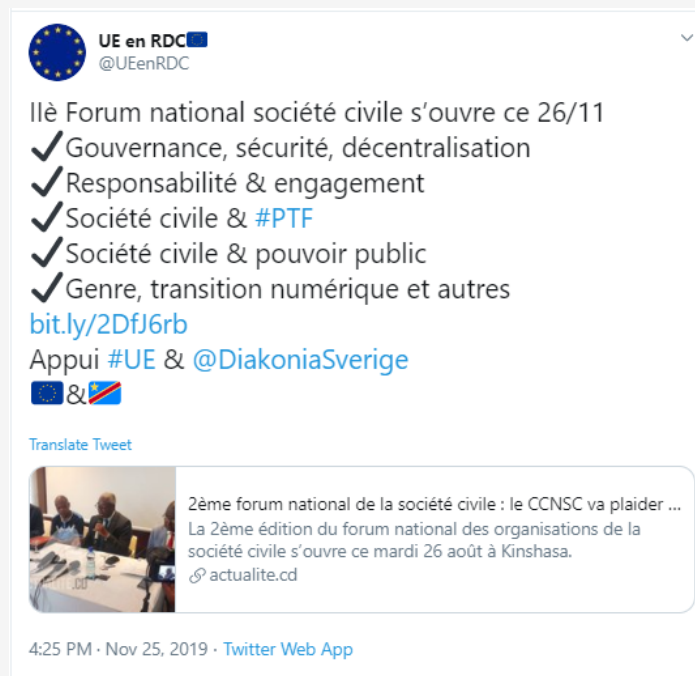 UE en RDC
@UEenRDC
IIè Forum national société civile s’ouvre ce 26/11
Gouvernance, sécurité, décentralisation
Responsabilité & engagement
Société civile & #PTF
Société civile & pouvoir public
Genre, transition numérique et autres
bit.ly/2DfJ6rb
Appui #UE & @DiakoniaSverige
&
Translate Tweet
2ème forum national de la société civile : le CCNSC va plaider ...
La 2ème édition du forum national des organisations de la
société civile s’ouvre ce mardi 26 août à Kinshasa.
actualite.cd
4:25 PM · Nov 25, 2019 · Twitter Web App